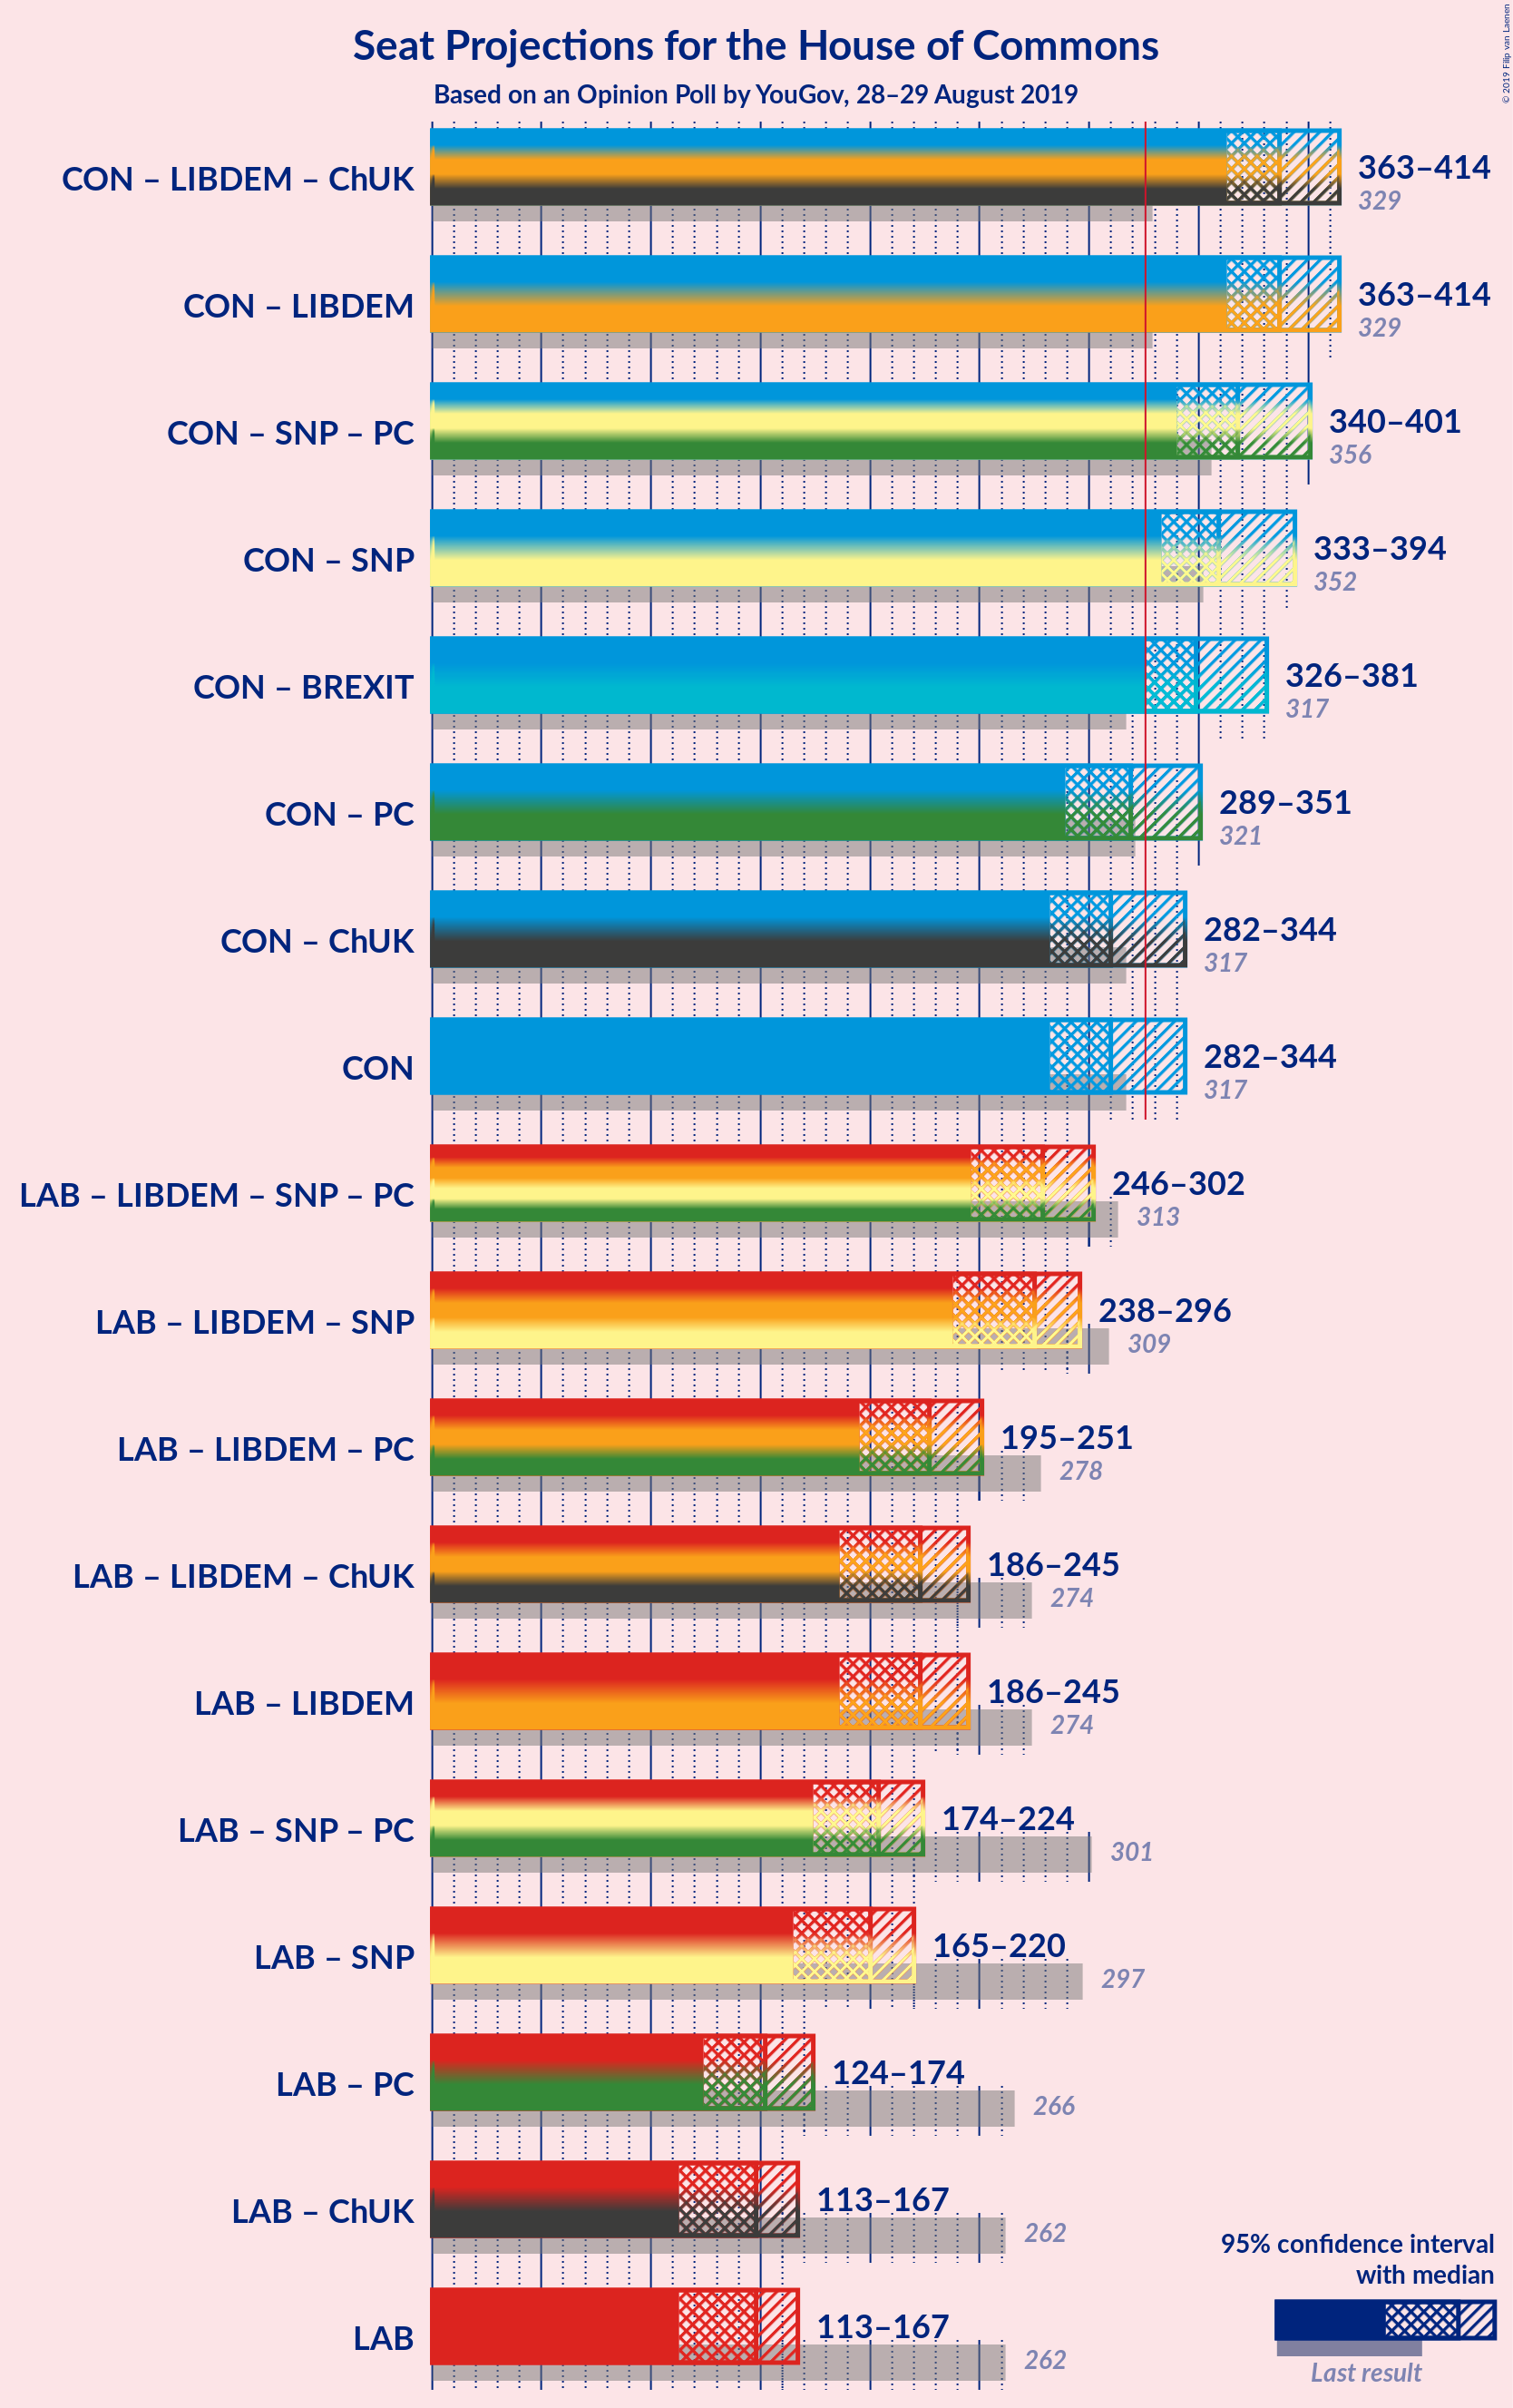 © 2019 Filip van Laenen
Seat Projections for the House of Commons
Based on an Opinion Poll by YouGov, 28–29 August 2019
CON – LIBDEM – ChUK
363–414
329
CON – LIBDEM
363–414
329
CON – SNP – PC
340–401
356
CON – SNP
333–394
352
CON – BREXIT
326–381
317
CON – PC
289–351
321
CON – ChUK
282–344
317
CON
282–344
317
LAB – LIBDEM – SNP – PC
246–302
313
LAB – LIBDEM – SNP
238–296
309
LAB – LIBDEM – PC
195–251
278
LAB – LIBDEM – ChUK
186–245
274
LAB – LIBDEM
186–245
274
LAB – SNP – PC
174–224
301
LAB – SNP
165–220
297
LAB – PC
124–174
266
LAB – ChUK
113–167
262
LAB
113–167
262
95% confidence interval
with median
Last result